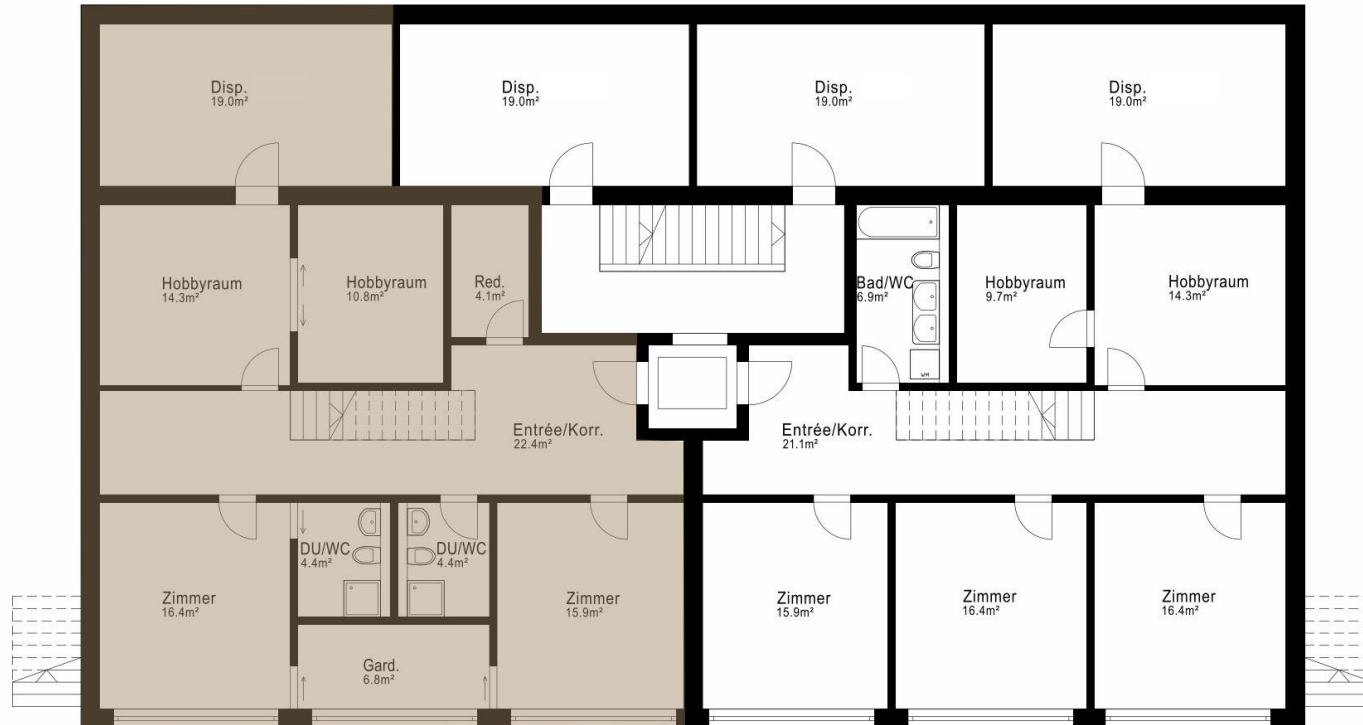 Disp.
19.0m²
Disp.
19.0m²
Disp.
19.0m²
Disp.
19.0m²
Hobbyraum
14.3m²
Hobbyraum
10.8m²
Red.
4.1m²
Bad/WC
6.9m²
Hobbyraum
9.7m²
Hobbyraum
14.3m²
WM
Entrée/Korr.
22.4m²
Entrée/Korr.
21.1m²
DU/WC
4.4m²
DU/WC
4.4m²
Zimmer
16.4m²
Zimmer
15.9m²
Zimmer
15.9m²
Zimmer
16.4m²
Zimmer
16.4m²
Gard.
6.8m²